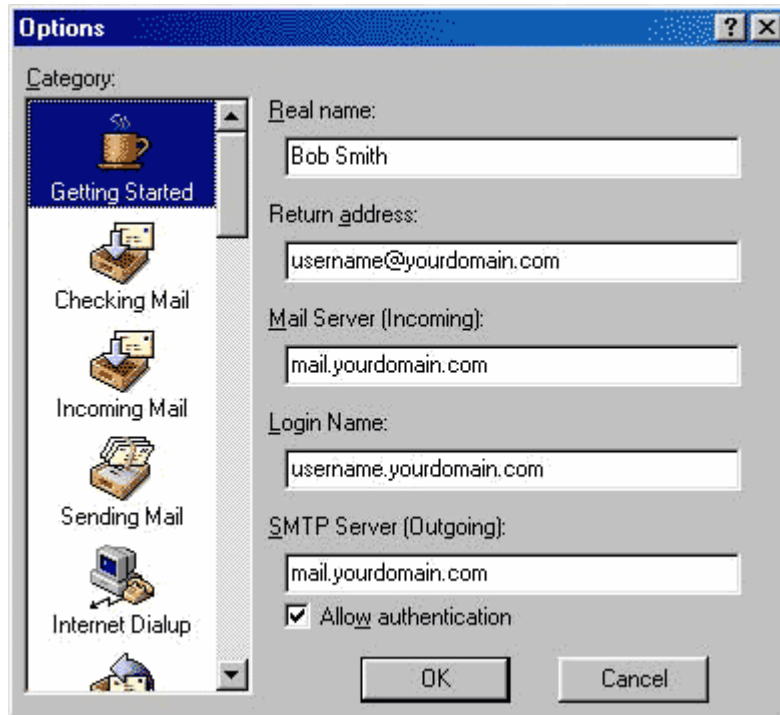 Options
Category:
Getting Started
Checking Mail
Incoming Mail
Sending Mail
Internet Dialup
Real name:
Bob Smith
Return address:
username@yourdomain.com
Mail Server (Incoming):
mail.yourdomain.com
Login Name:
username.yourdomain.com
SMTP Server (Outgoing):
mail.yourdomain.com
Allow authentication
OK
Cancel